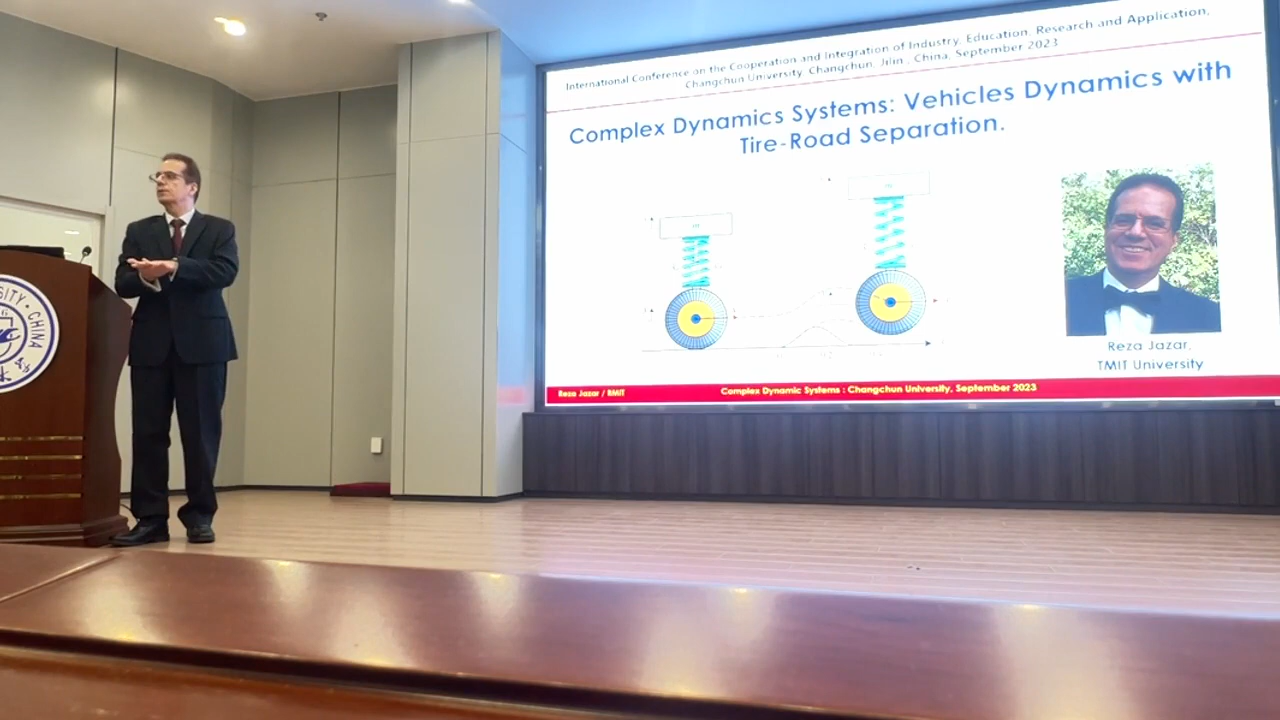 International Conference on the Cooperation and Integration of Industry, Education, Research and Application,
Changchun University, Changchun, Jilin , China, September 2023
Complex Dynamics Systems: Vehicles Dynamics with
Tire-Road Separation.
m
m
Reza Jazar,
TMIT University
Reza Jazar / RMIT
Complex Dynamic Systems : Changchun University, September 2023
SITY · CHINA